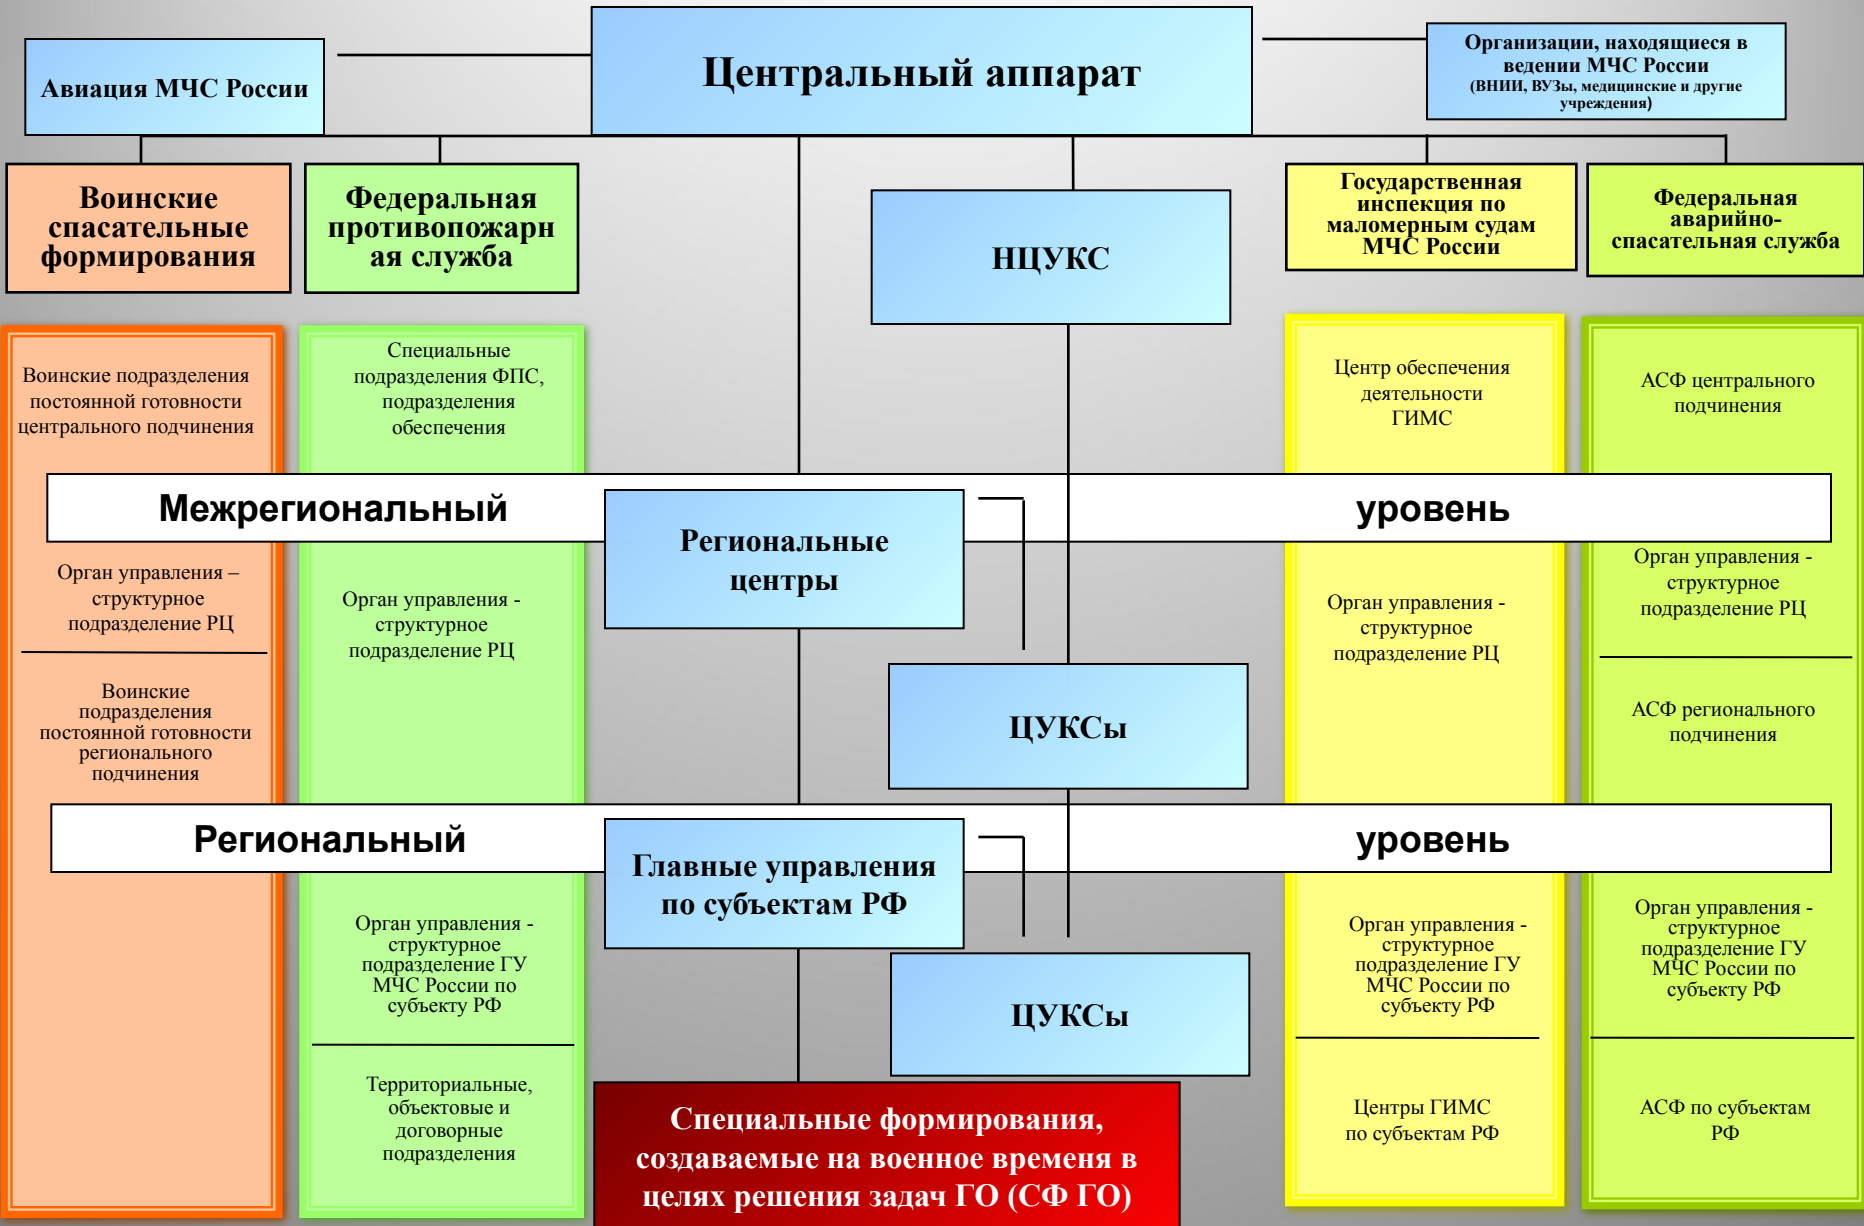 Центральный аппарат
Авиация МЧС России
Организации, находящиеся в
ведении МЧС России
(ВНИИ, ВУЗы, медицинские и другие
учреждения)
Воинские
спасательные
формирования
Федеральная
противопожарн
ая служба
НЦУКС
Государственная
инспекция по
маломерным судам
МЧС России
Федеральная
аварийно-
спасательная служба
Воинские подразделения
постоянной готовности
центрального подчинения
Специальные
подразделения ФПС,
подразделения
обеспечения
Центр обеспечения
деятельности
ГИМС
АСФ центрального
подчинения
Межрегиональный
уровень
Региональные
центры
Орган управления –
структурное
подразделение РЦ
Орган управления -
структурное
подразделение РЦ
Орган управления -
структурное
подразделение РЦ
Орган управления -
структурное
подразделение РЦ
Воинские
подразделения
постоянной готовности
регионального
подчинения
ЦУКСы
АСФ регионального
подчинения
Региональный
уровень
Главные управления
по субъектам РФ
Орган управления -
структурное
подразделение ГУ
МЧС России по
субъекту РФ
ЦУКСы
Орган управления -
структурное
подразделение ГУ
МЧС России по
субъекту РФ
Орган управления -
структурное
подразделение ГУ
МЧС России по
субъекту РФ
Территориальные,
объектовые и
договорные
подразделения
Специальные формирования,
создаваемые на военное временя в
целях решения задач ГО (СФ ГО)
Центры ГИМС
по субъектам РФ
АСФ по субъектам
РФ